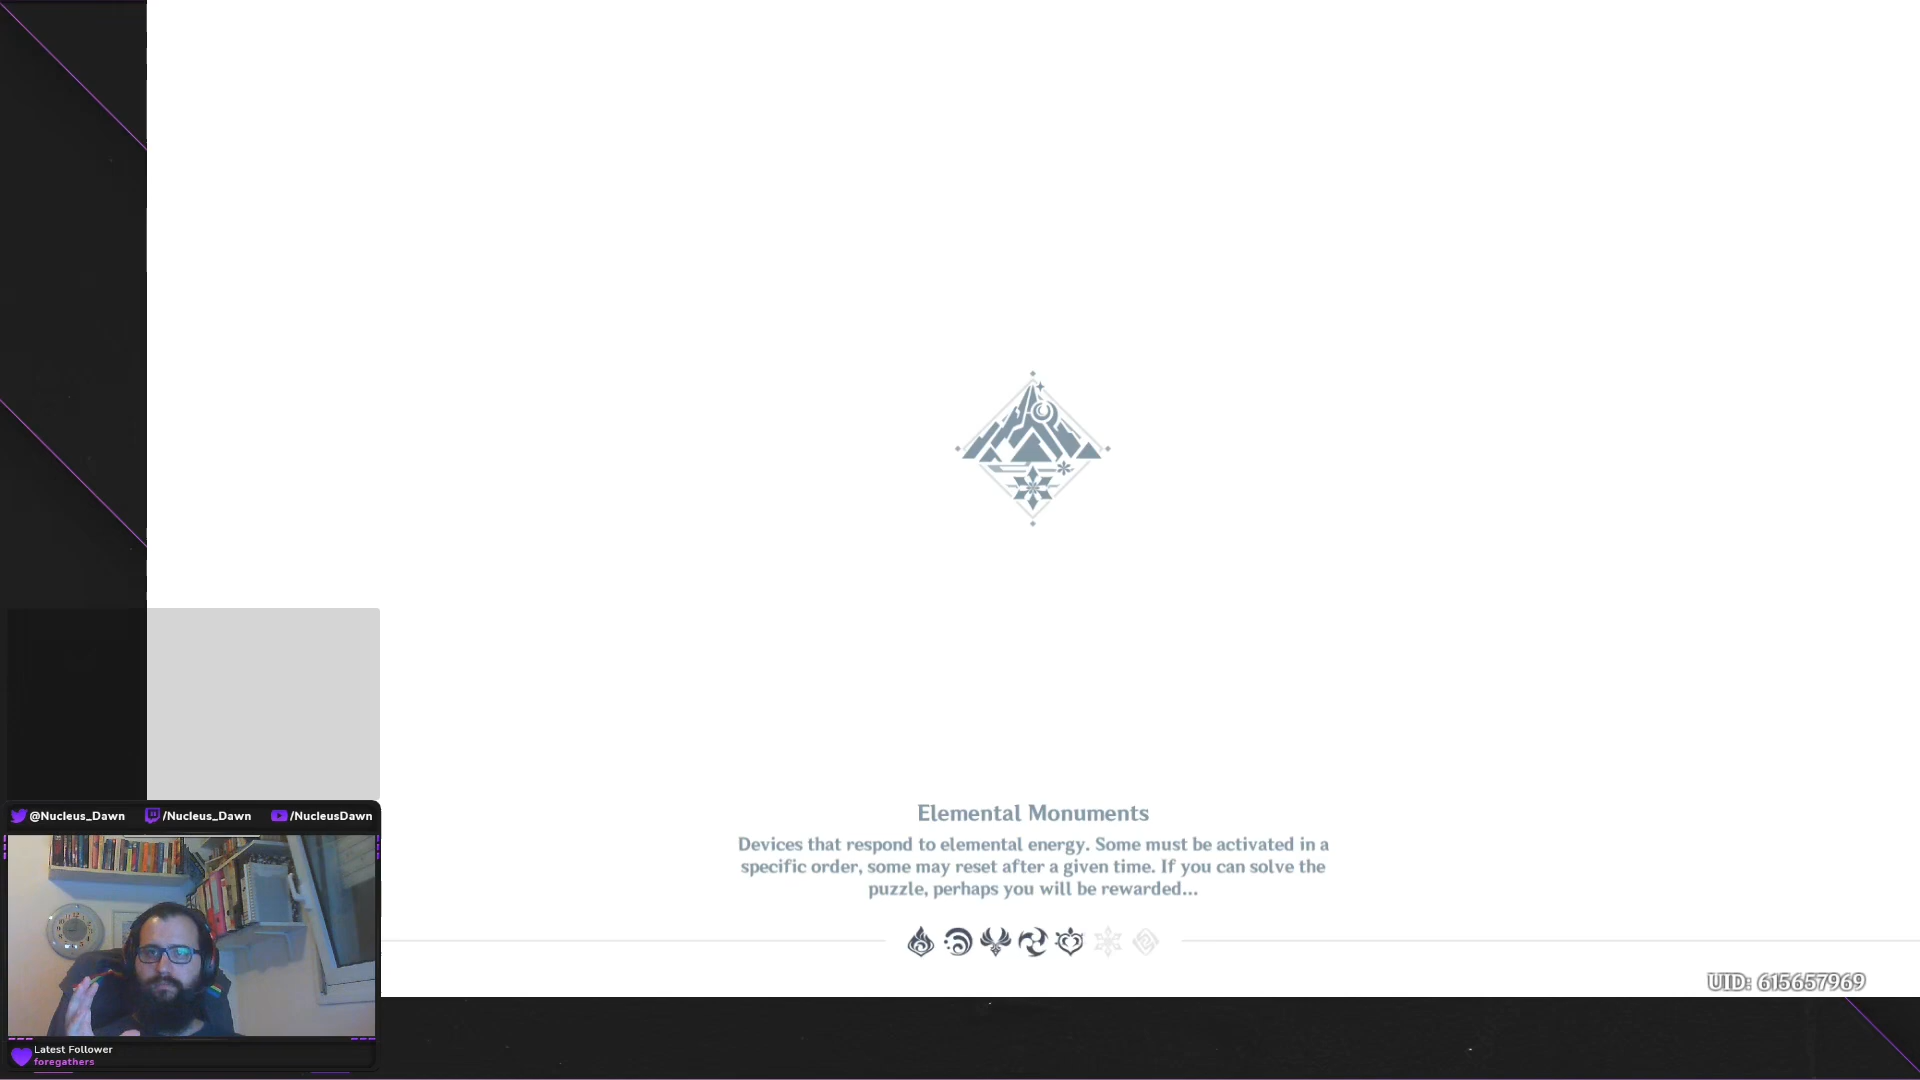 Elemental Monuments
Devices that respond to elemental energy. Some must be activated in a
specific order, some may reset after a given time. If you can solve the
puzzle, perhaps you will be rewarded...
UID: 615657969
@Nucleus_Dawn /Nucleus_Dawn /NucleusDawn
Latest Follower
foregathers